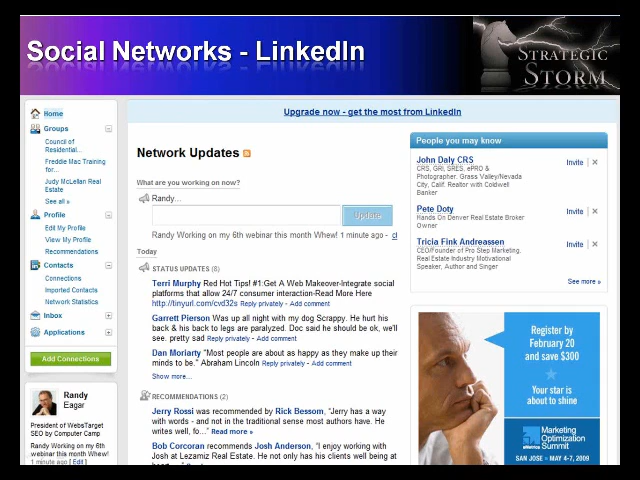 Social Networks - LinkedIn
STRATEGIC
STORM
Home
Groups
Council of
Residential...
Freddie Mac Training
for...
Judy McLellan Real
Estate
See all »
Profile
Edit My Profile
View My Profile
Recommendations
Contacts
Connections
Imported Contacts
Network Statistics
Inbox
Applications
Add Connections
Randy
Eagar
President of WebsTarget
SEO by Computer Camp
Randy Working on my 6th
webinar this month Whew!
1 minute ago [ Edit ]
Upgrade now - get the most from LinkedIn
Network Updates
What are you working on now?
Randy...
Update
Randy Working on my 6th webinar this month Whew! 1 minute ago -
Today
STATUS UPDATES (8)
Terri Murphy Red Hot Tips! #1:Get A Web Makeover-Integrate social
platforms that allow 24/7 consumer interaction-Read More Here
http://tinyurl.com/cvd32s Reply privately - Add comment
Garrett Pierson Was up all night with my dog Scrappy. He hurt his
back & his back to legs are paralyzed. Doc said he should be ok, we'll
see. pretty sad Reply privately - Add comment
Dan Moriarty "Most people are about as happy as they make up their
minds to be." Abraham Lincoln Reply privately - Add comment
Show more...
RECOMMENDATIONS (2)
Jerry Rossi was recommended by Rick Bessom, "Jerry has a way
with words - and not in the traditional sense most authors have. He
writes well, fo..." Read more »
Bob Corcoran recommends Josh Anderson, "I enjoy working with
Josh at Lezamiz Real Estate. He not only has his clients well being at
People you may know
John Daly CRS
Invite
CRS, GRI, SRES, ePRO &
Photographer. Grass Valley/Nevada
City, Calif. Realtor with Coldwell
Banker
Pete Doty
Invite
Hands On Denver Real Estate Broker
Owner
Tricia Fink Andreassen
Invite
CEO/Founder of Pro Step Marketing.
Real Estate Industry Motivational
Speaker, Author and Singer
See more »
Register by
February 20
and save $300
Your star is
about to shine
Marketing
Optimization
Summit
SAN JOSE • MAY 4-7, 2009